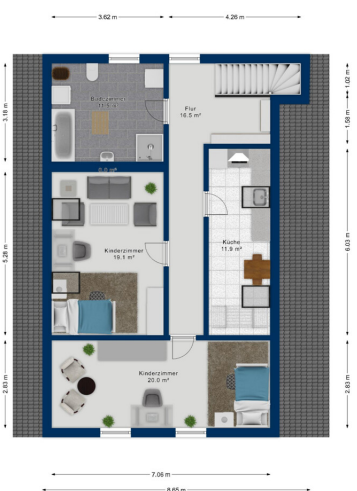 3.62 m
4.26 m
1.02 m
3.18 m
1.58 m
Badezimmer
Flur
16.5 m²
5.28 m
6.03 m
Küche
11.9 m²
Kinderzimmer
19.1 m²
Kinderzimmer
20.0 m²
2.83 m
2.83 m
7.06 m
8.65 m